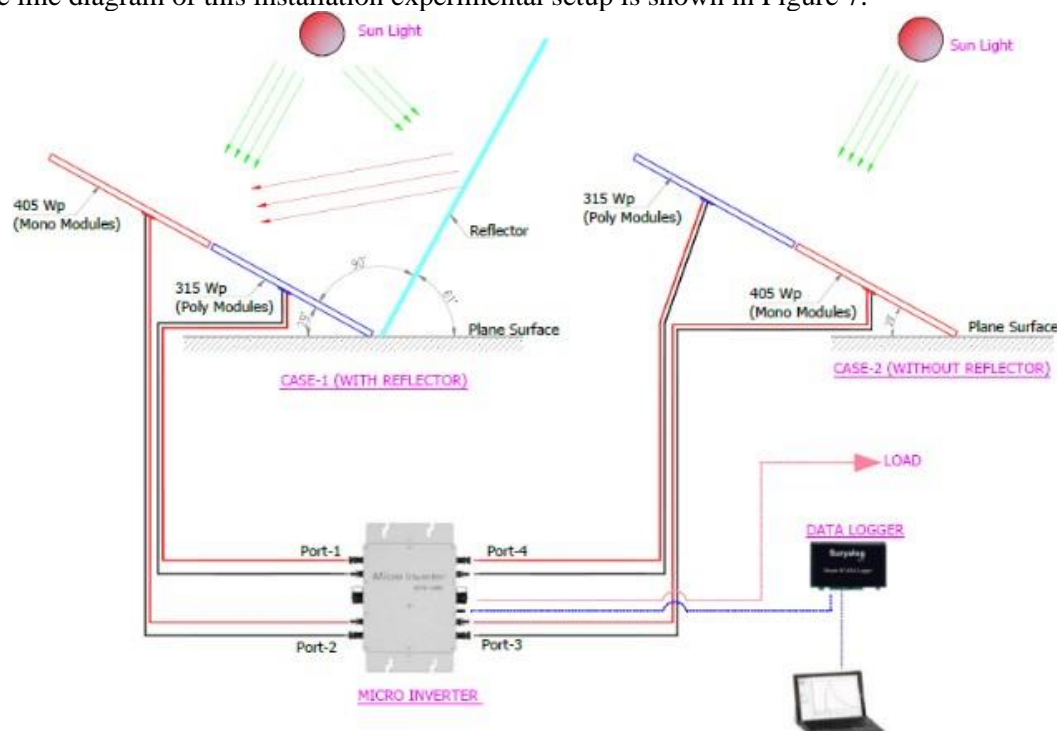 e line diagram of this installation experimental setup is shown in Figure 7.
Sun Light
Sun Light
405 Wp
(Mono Modules)
315 Wp
(Poly Modules)
Reflector
90°
61°
Plane Surface
CASE-1 (WITH REFLECTOR)
315 Wp
(Poly Modules)
405 Wp
(Mono Modules)
Plane Surface
CASE-2 (WITHOUT REFLECTOR)
LOAD
DATA LOGGER
Suryalog
Port-1
Port-4
Micro Inverter
Port-2
Port-3
MICRO INVERTER